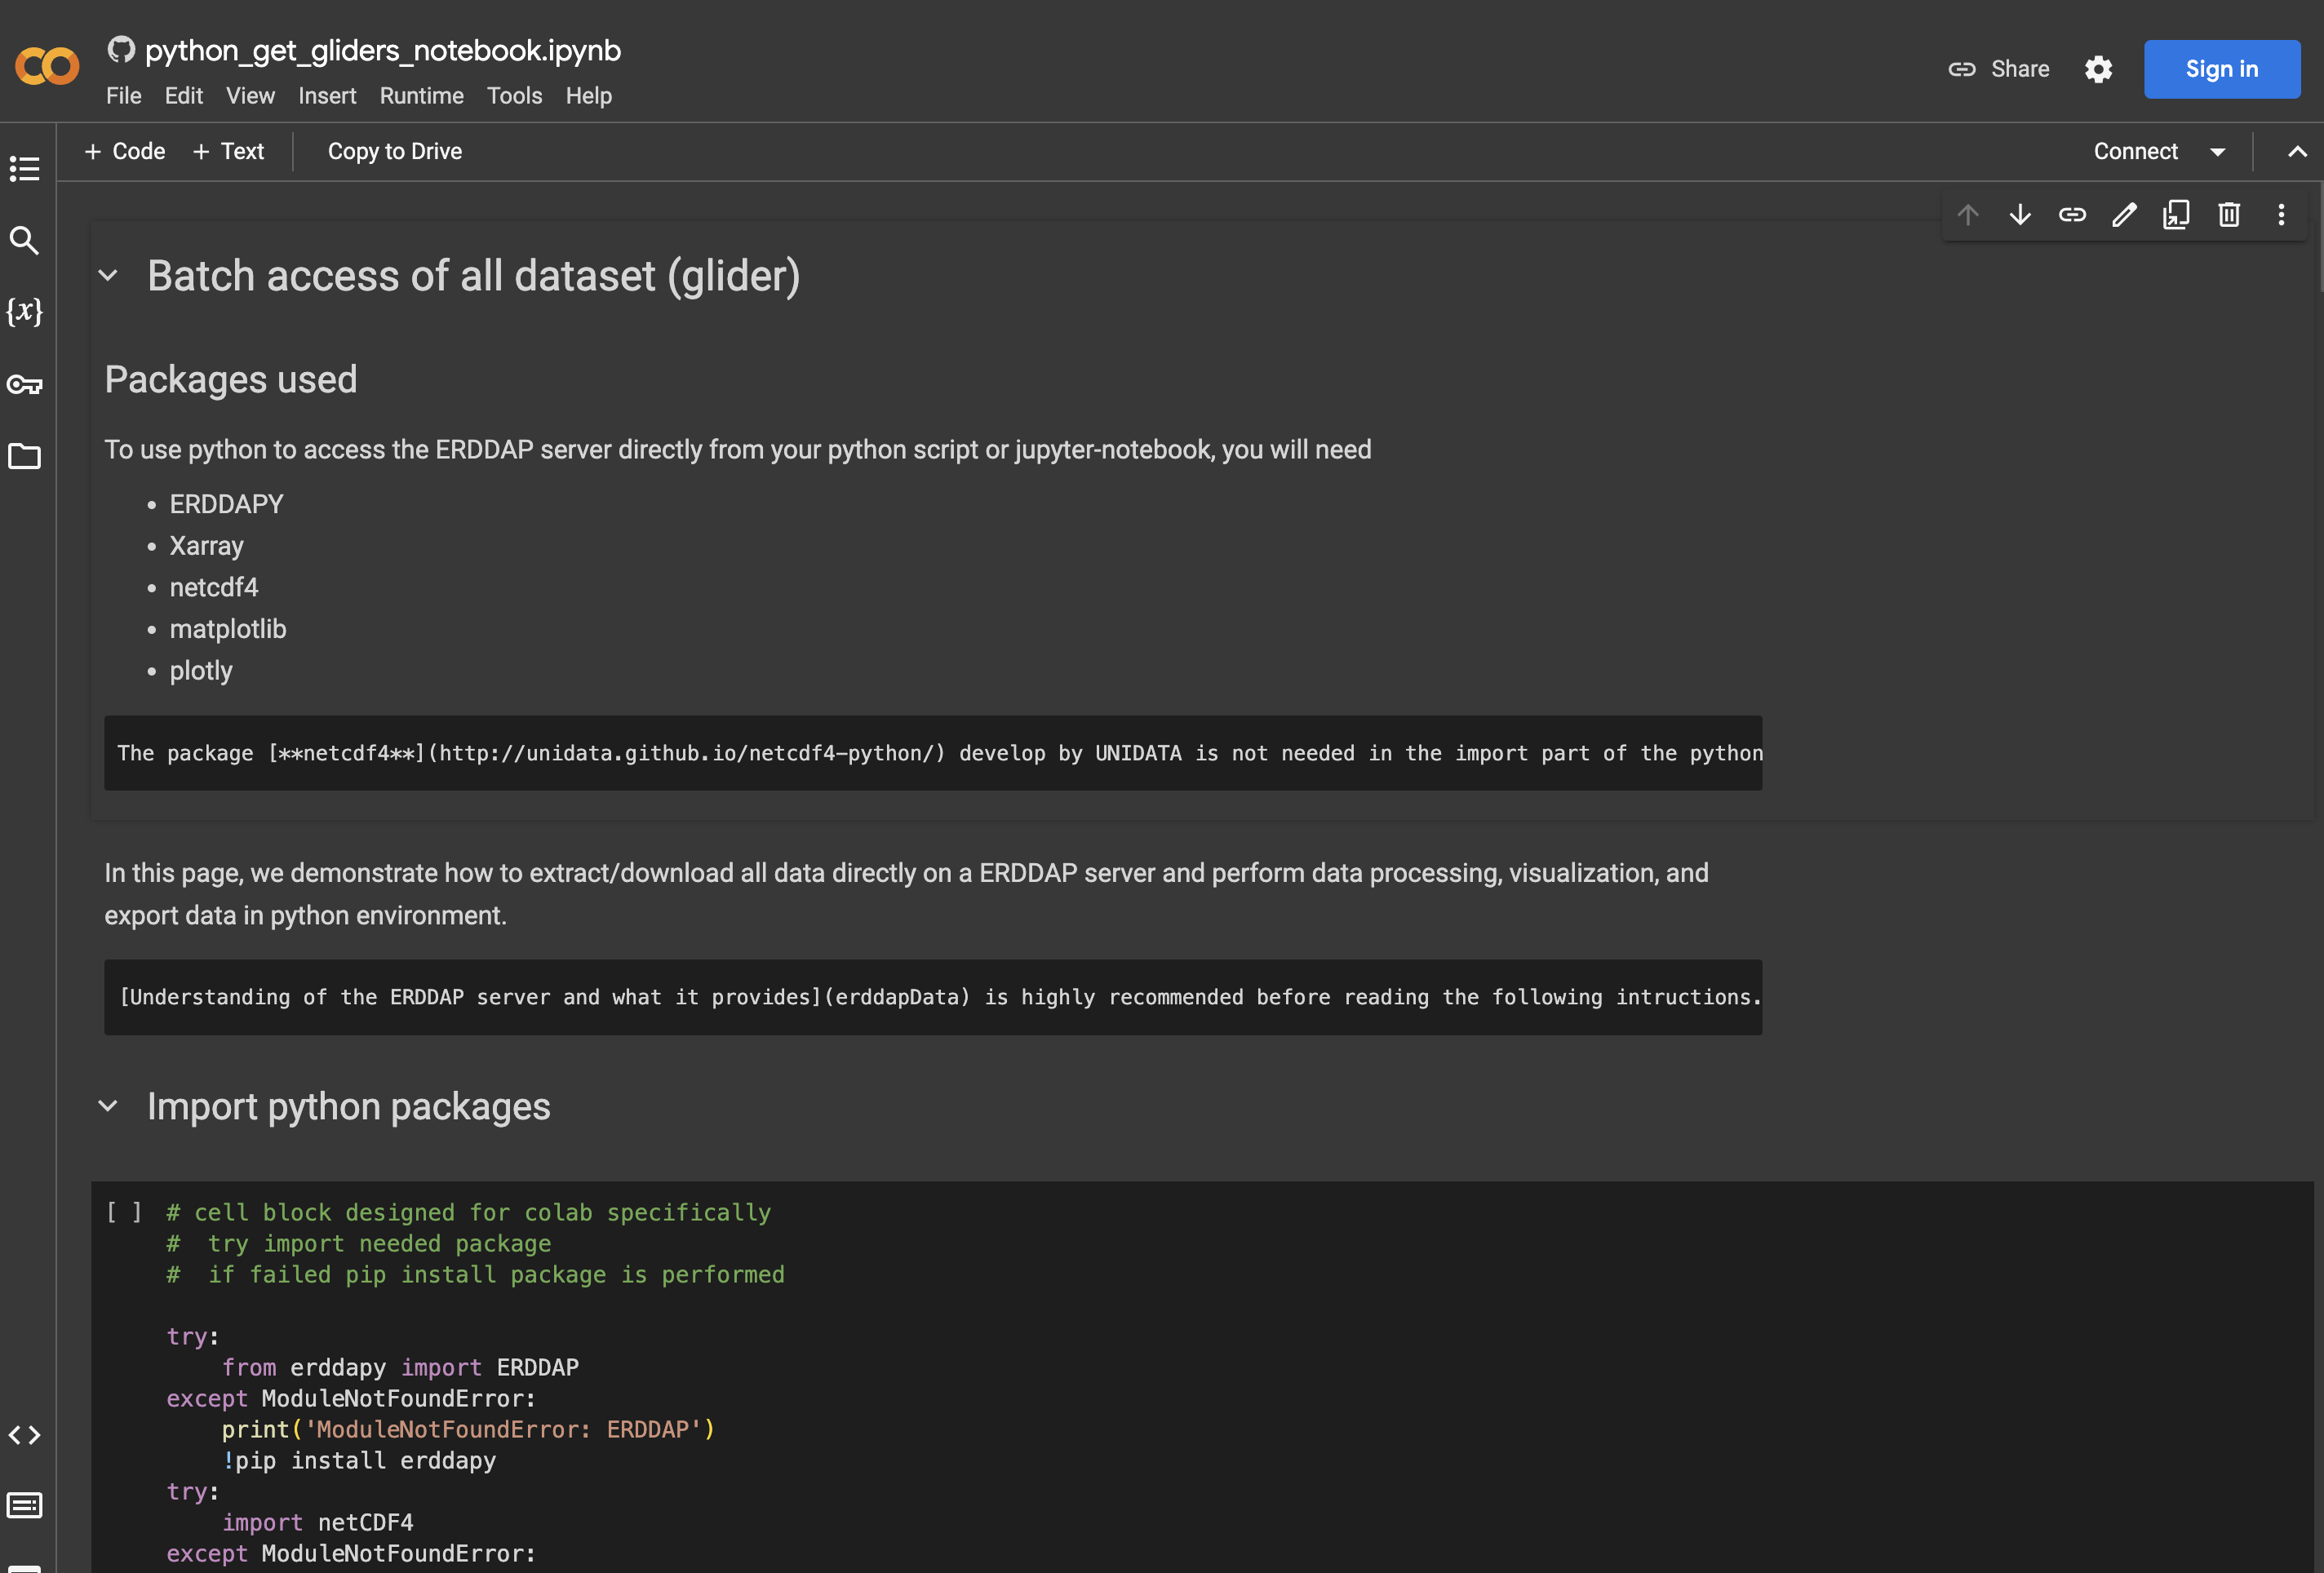 python_get_gliders_notebook.ipynb
File Edit View Insert Runtime Tools Help
Share
Sign in
+ Code + Text
Copy to Drive
Connect
{x}
Batch access of all dataset (glider)
Packages used
To use python to access the ERDDAP server directly from your python script or jupyter-notebook, you will need
• ERDDAPY
• Xarray
• netcdf4
• matplotlib
• plotly
The package [**netcdf4**](http://unidata.github.io/netcdf4-python/) develop by UNIDATA is not needed in the import part of the python
In this page, we demonstrate how to extract/download all data directly on a ERDDAP server and perform data processing, visualization, and
export data in python environment.
[Understanding of the ERDDAP server and what it provides](erddapData) is highly recommended before reading the following intructions.
Import python packages
[ ] # cell block designed for colab specifically
#  try import needed package
#  if failed pip install package is performed
try:
    from erddapy import ERDDAP
except ModuleNotFoundError:
    print('ModuleNotFoundError: ERDDAP')
    !pip install erddapy
try:
    import netCDF4
except ModuleNotFoundError: